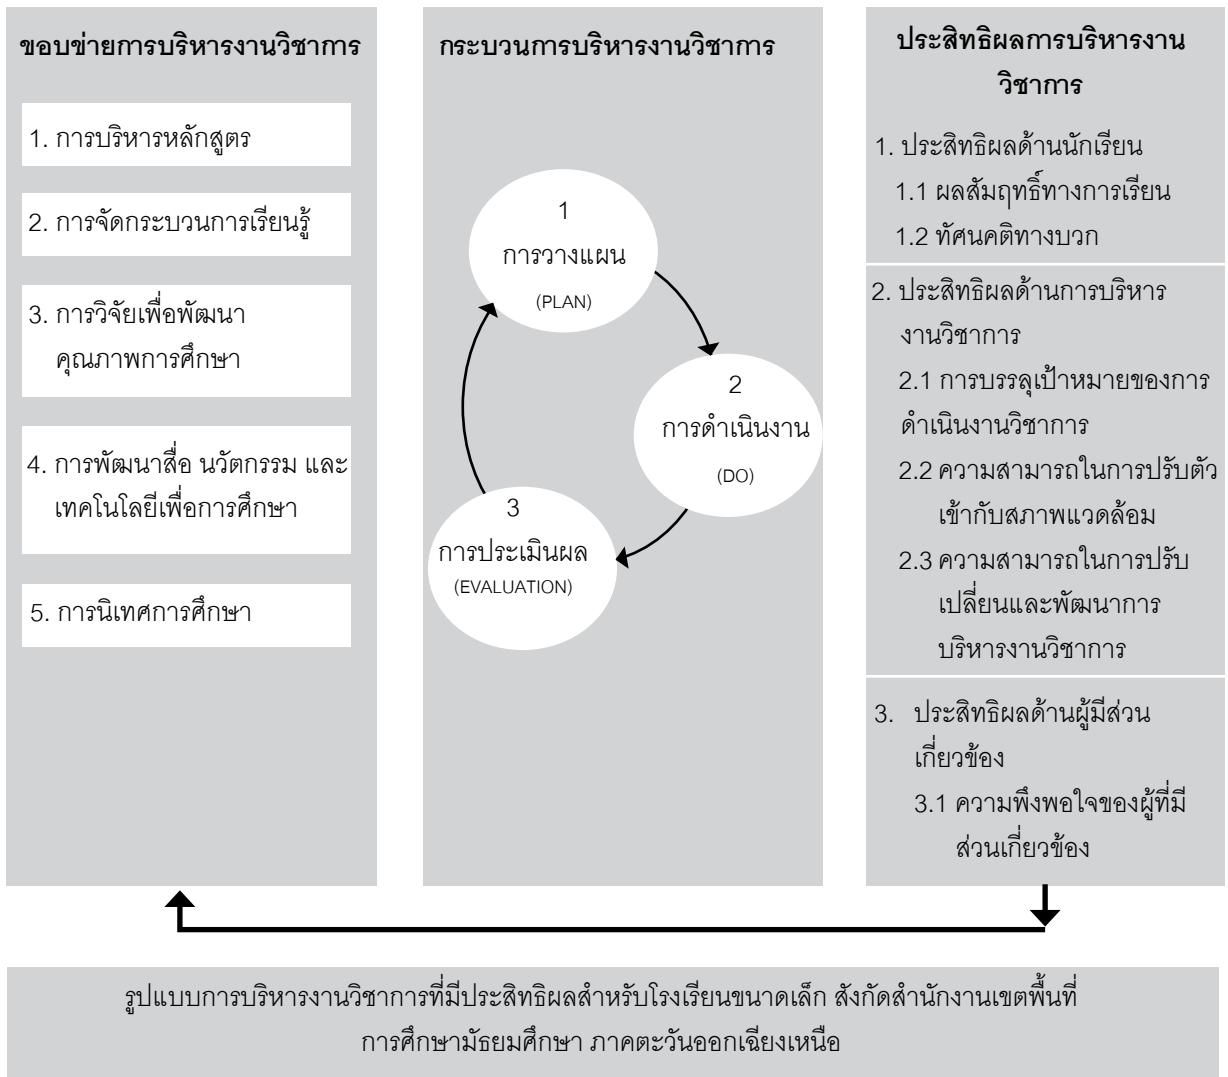 ขอบข่ายการบริหารงานวิชาการ
1. การบริหารหลักสูตร
2. การจัดกระบวนการเรียนรู้
3. การวิจัยเพื่อพัฒนา
คุณภาพการศึกษา
4. การพัฒนาสื่อ นวัตกรรม และ
เทคโนโลยีเพื่อการศึกษา
5. การนิเทศการศึกษา
กระบวนการบริหารงานวิชาการ
1
การวางแผน
(PLAN)
2
การดำเนินงาน
(DO)
3
การประเมินผล
(EVALUATION)
ประสิทธิผลการบริหารงาน
วิชาการ
1. ประสิทธิผลด้านนักเรียน
1.1 ผลสัมฤทธิ์ทางการเรียน
1.2 ทัศนคติทางบวก
2. ประสิทธิผลด้านการบริหาร
งานวิชาการ
2.1 การบรรลุเป้าหมายของการ
ดำเนินงานวิชาการ
2.2 ความสามารถในการปรับตัว
เข้ากับสภาพแวดล้อม
2.3 ความสามารถในการปรับ
เปลี่ยนและพัฒนาการ
บริหารงานวิชาการ
3. ประสิทธิผลด้านผู้มีส่วน
เกี่ยวข้อง
3.1 ความพึงพอใจของผู้ที่มี
ส่วนเกี่ยวข้อง
รูปแบบการบริหารงานวิชาการที่มีประสิทธิผลสำหรับโรงเรียนขนาดเล็ก สังกัดสำนักงานเขตพื้นที่
การศึกษามัธยมศึกษา ภาคตะวันออกเฉียงเหนือ